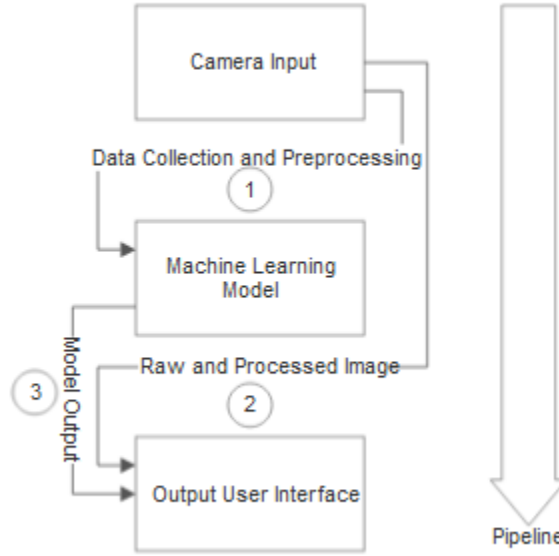 Camera Input
Data Collection and Preprocessing
1
Machine Learning
Model
Raw and Processed Image
2
3
Model Output
Output User Interface
Pipeline